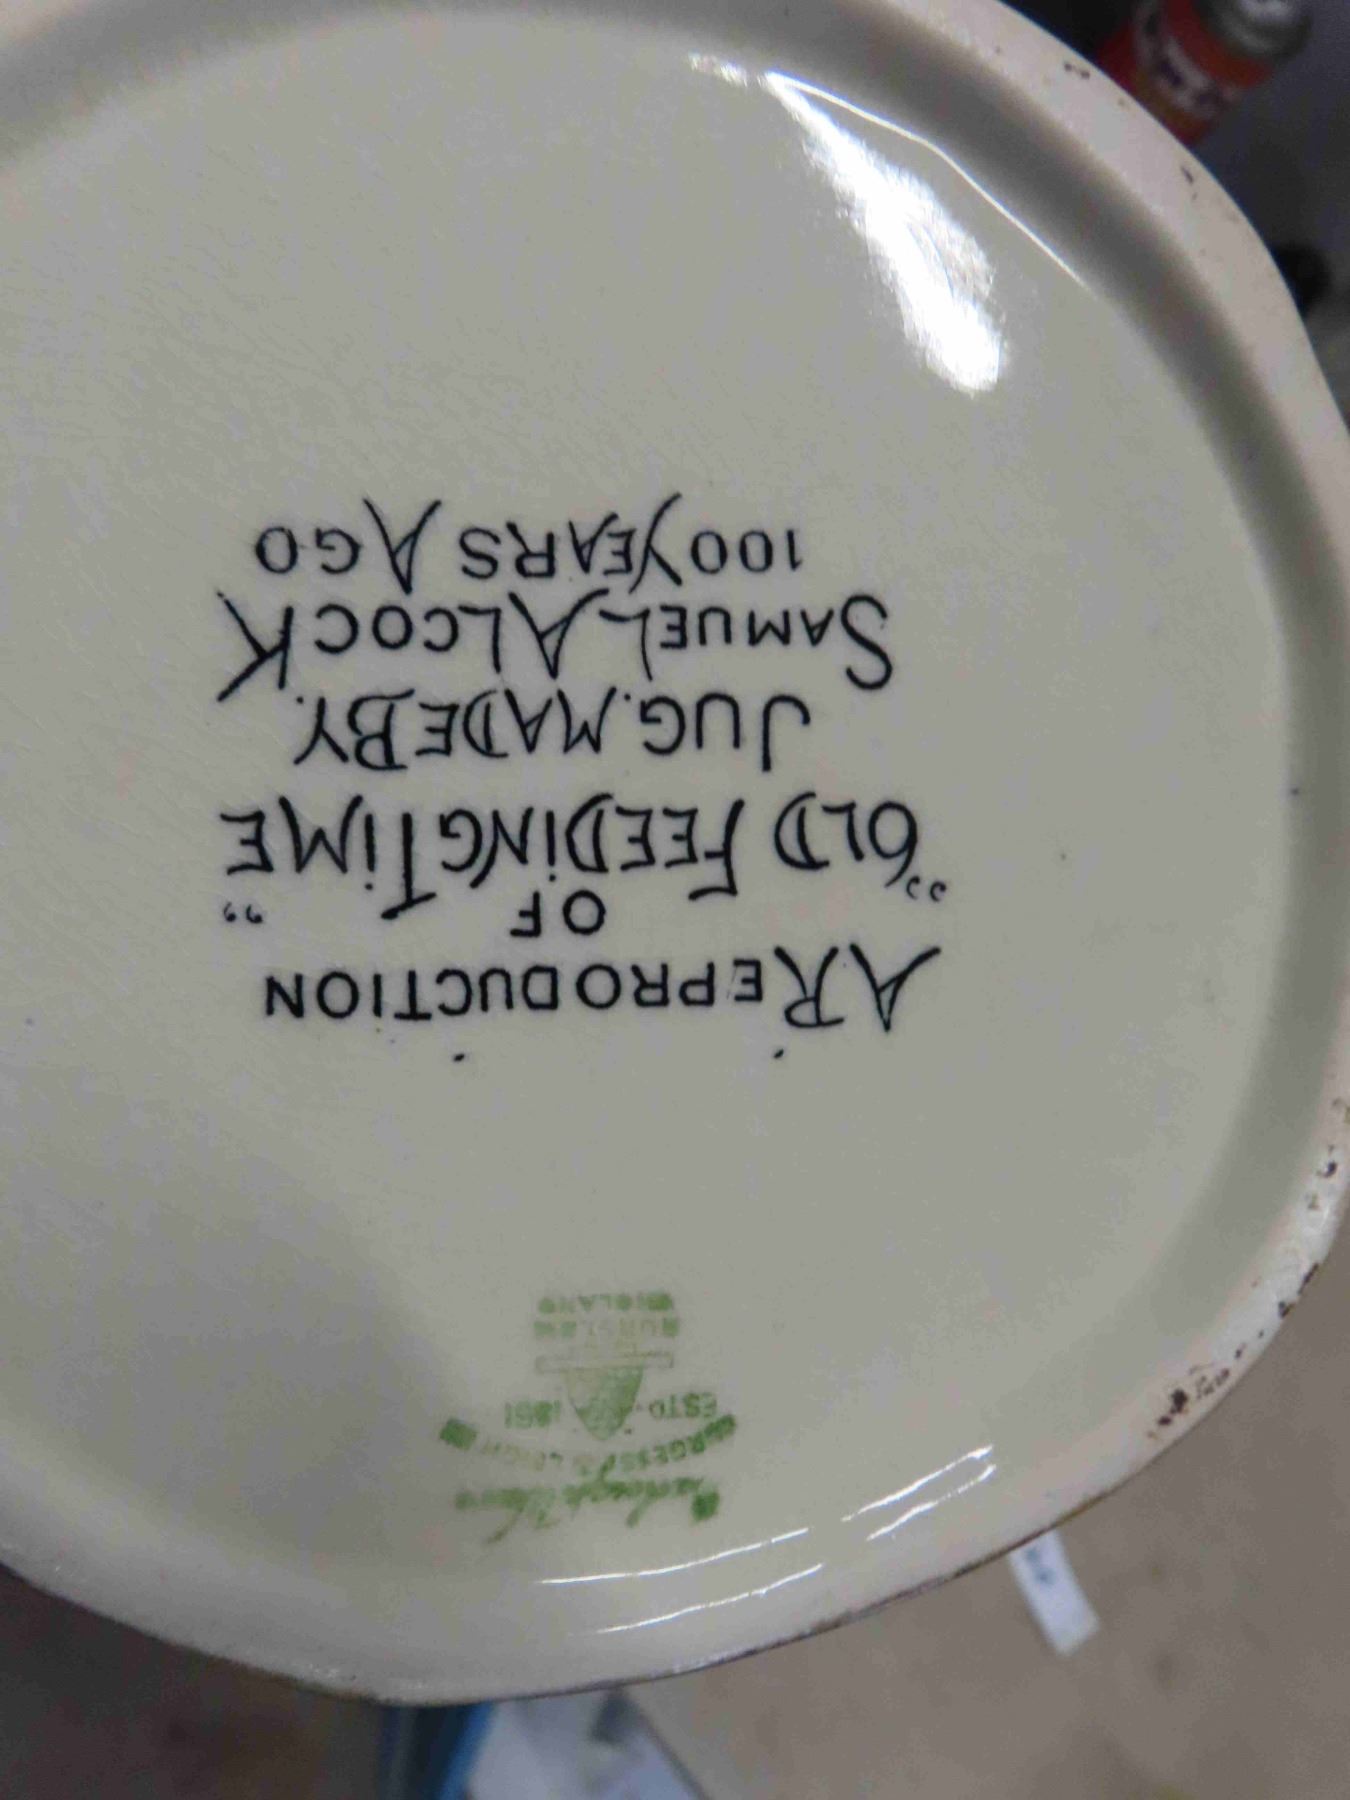 BURGESS & LEIGH
ESTD. 1851
BURSLEM
ENGLAND
A REPRODUCTION
OF
"OLD FEEDING TIME"
JUG. MADE BY.
SAMUEL ALCOCK
100 YEARS AGO